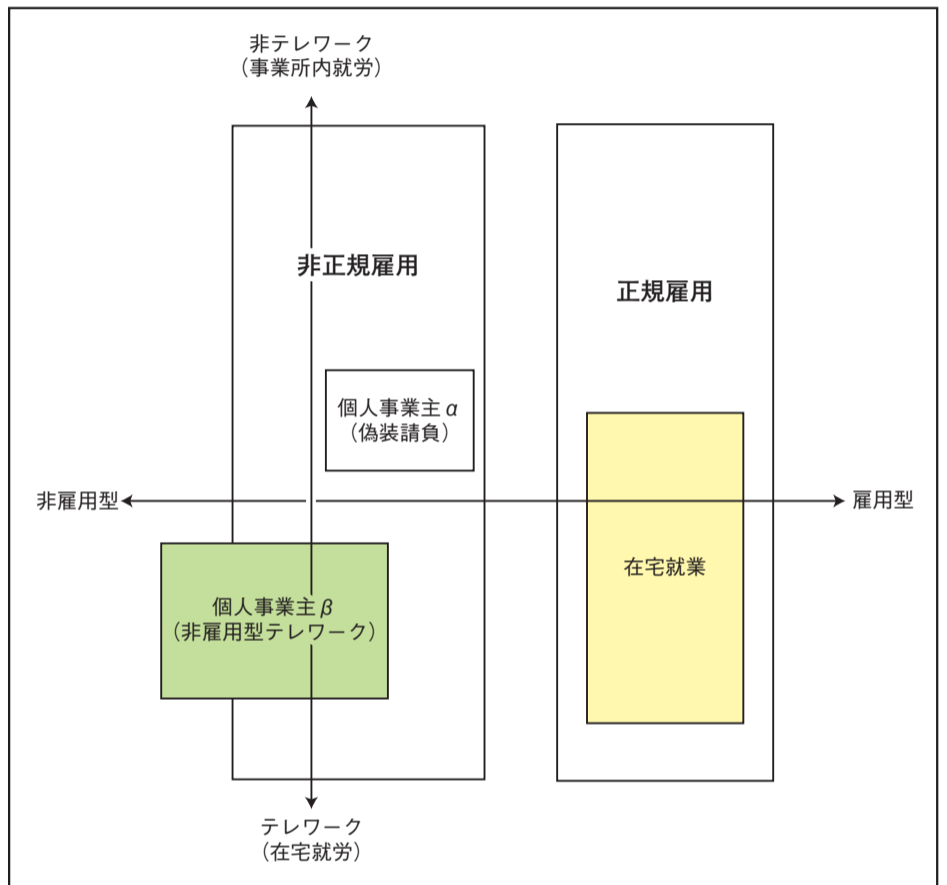 非テレワーク
（事業所内就労）
非正規雇用
正規雇用
個人事業主α
（偽装請負）
非雇用型
雇用型
在宅就業
個人事業主β
（非雇用型テレワーク）
テレワーク
（在宅就労）